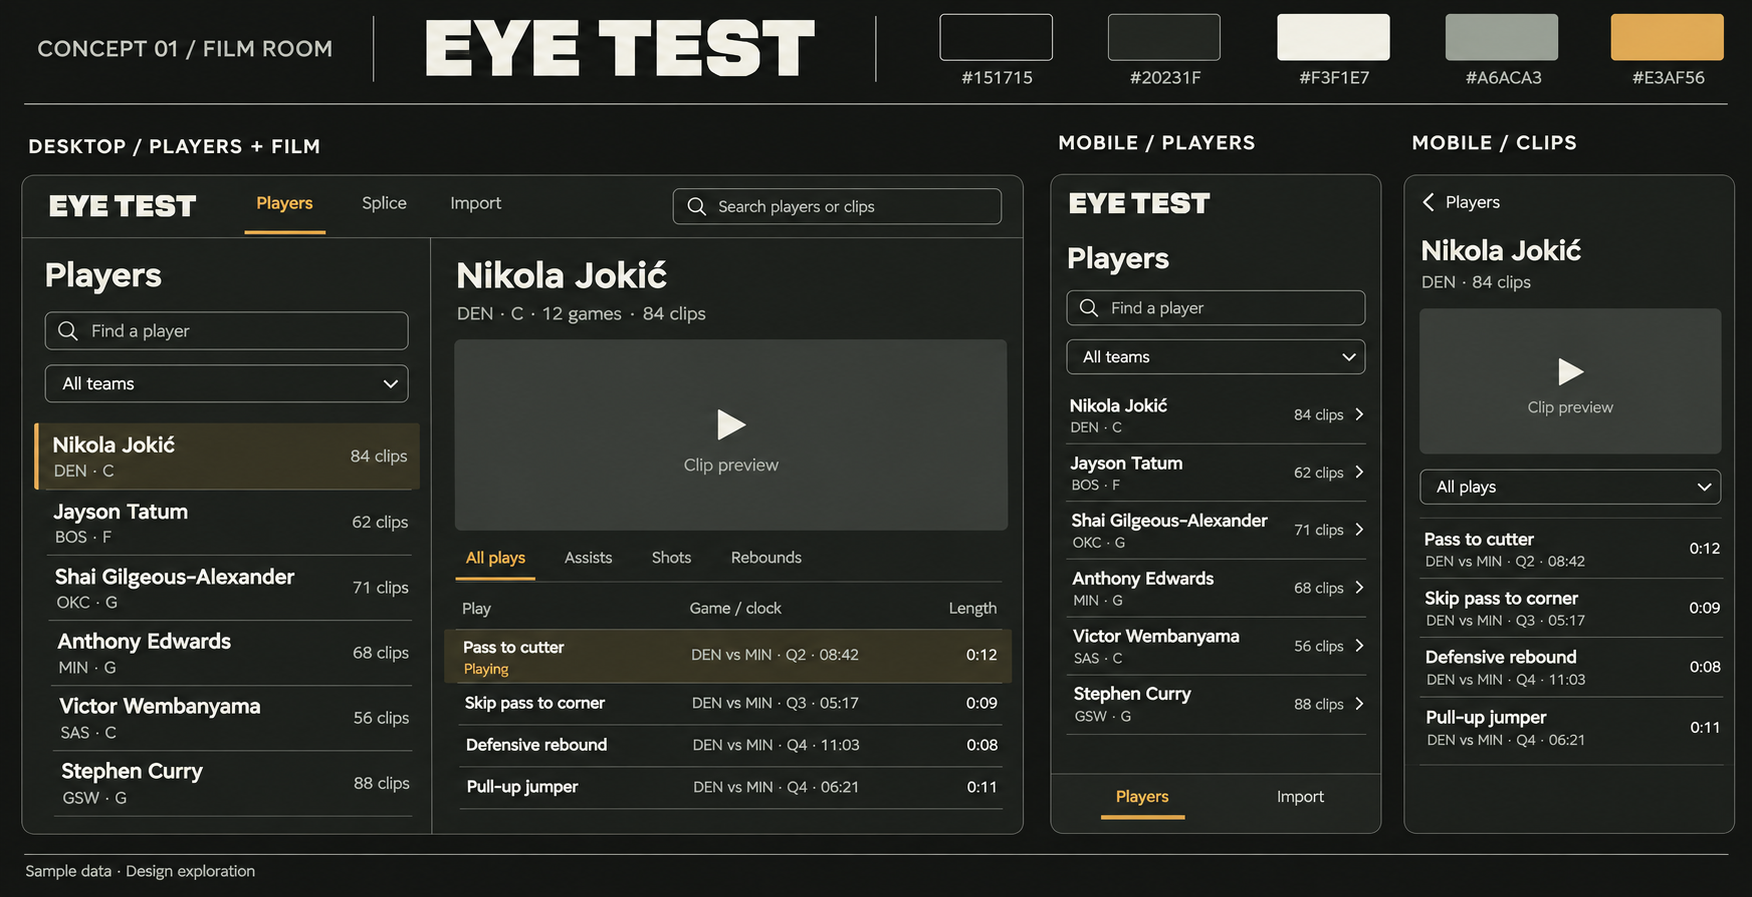 CONCEPT 01 / FILM ROOM
EYE TEST
#151715
#20231F
#F3F1E7
#A6ACA3
#E3AF56
DESKTOP / PLAYERS + FILM
EYE TEST
Players
Splice
Import
Search players or clips
Players
Find a player
All teams
Nikola Jokić
DEN · C
84 clips
Jayson Tatum
BOS · F
62 clips
Shai Gilgeous-Alexander
OKC · G
71 clips
Anthony Edwards
MIN · G
68 clips
Victor Wembanyama
SAS · C
56 clips
Stephen Curry
GSW · G
88 clips
Nikola Jokić
DEN · C · 12 games · 84 clips
Clip preview
All plays
Assists
Shots
Rebounds
Play
Game / clock
Length
Pass to cutter
Playing
DEN vs MIN · Q2 · 08:42
0:12
Skip pass to corner
DEN vs MIN · Q3 · 05:17
0:09
Defensive rebound
DEN vs MIN · Q4 · 11:03
0:08
Pull-up jumper
DEN vs MIN · Q4 · 06:21
0:11
MOBILE / PLAYERS
EYE TEST
Players
Find a player
All teams
Nikola Jokić
DEN · C
84 clips
Jayson Tatum
BOS · F
62 clips
Shai Gilgeous-Alexander
OKC · G
71 clips
Anthony Edwards
MIN · G
68 clips
Victor Wembanyama
SAS · C
56 clips
Stephen Curry
GSW · G
88 clips
Players
Import
MOBILE / CLIPS
Players
Nikola Jokić
DEN · 84 clips
Clip preview
All plays
Pass to cutter
DEN vs MIN · Q2 · 08:42
0:12
Skip pass to corner
DEN vs MIN · Q3 · 05:17
0:09
Defensive rebound
DEN vs MIN · Q4 · 11:03
0:08
Pull-up jumper
DEN vs MIN · Q4 · 06:21
0:11
Sample data · Design exploration